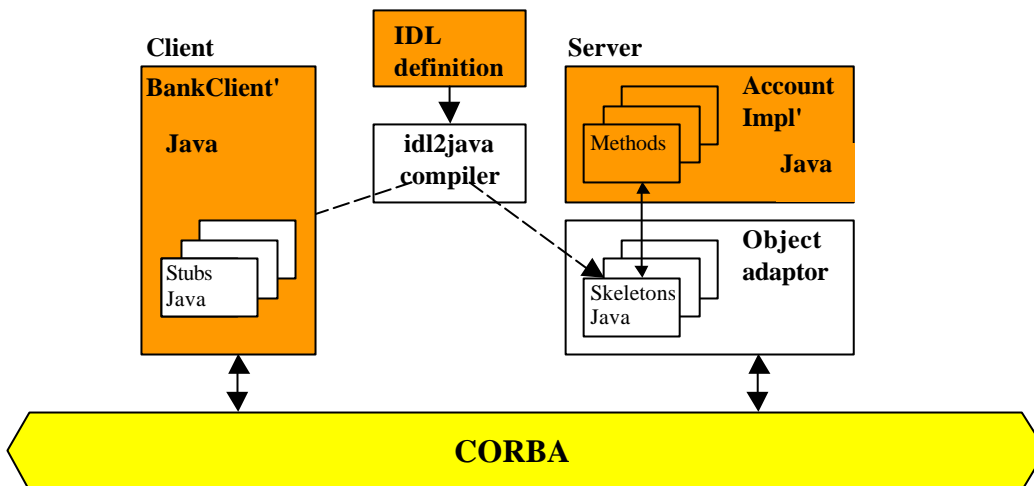 Client
IDL
definition
Server
BankClient'
Java
idl2java
compiler
Account
Impl'
Java
Methods
Stubs
Java
Object
adaptor
Skeletons
Java
CORBA